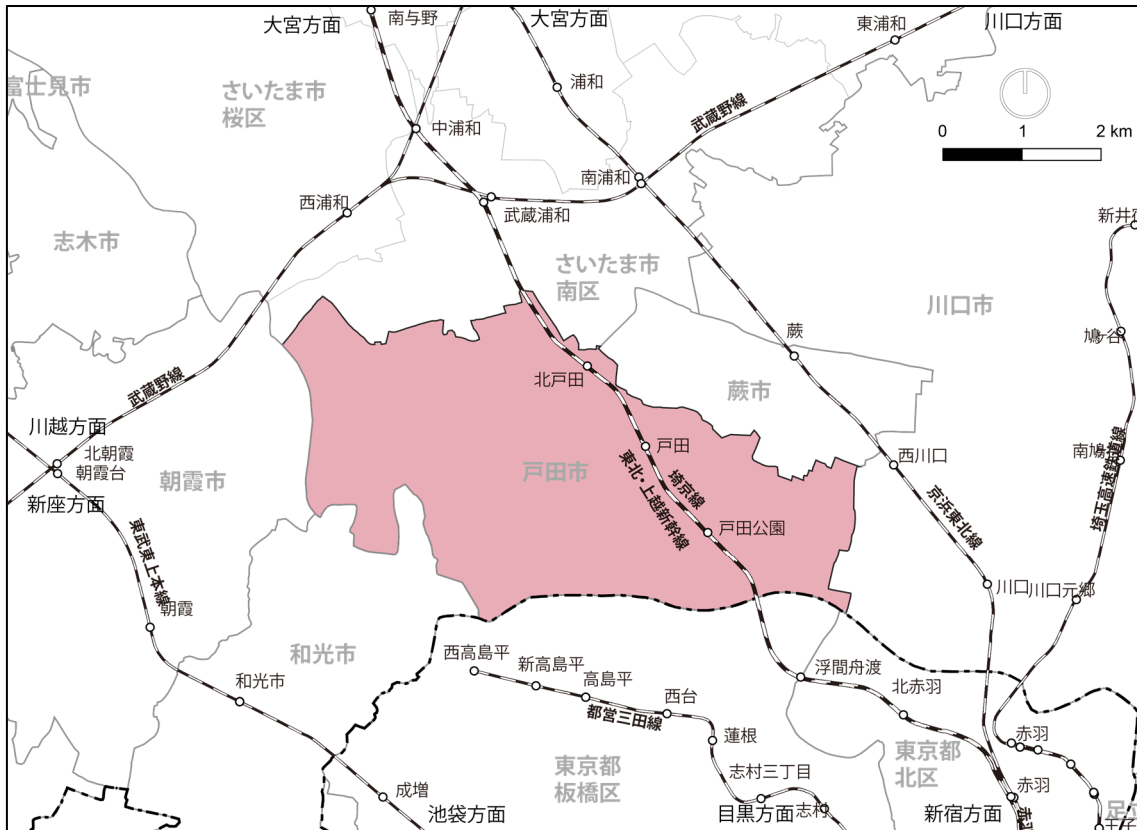 大宮方面
南与野
大宮方面
東浦和
川口方面
富士見市
さいたま市
桜区
浦和
中浦和
武蔵野線
0 1 2 km
南浦和
西浦和
武蔵浦和
新井宿
志木市
さいたま市
南区
川口市
鳩ヶ谷
蕨
北戸田
蕨市
武蔵野線
川越方面
北朝霞
朝霞台
新座方面
朝霞市
戸田市
戸田
埼京線
東北・上越新幹線
西川口
南鳩ヶ谷
埼玉高速鉄道線
京浜東北線
戸田公園
東武東上本線
朝霞
川口
川口元郷
和光市
和光市
西高島平
新高島平
高島平
都営三田線
西台
浮間舟渡
北赤羽
蓮根
赤羽
東京都
板橋区
志村三丁目
東京都
北区
成増
池袋方面
目黒方面
志村
新宿方面
赤羽
足立